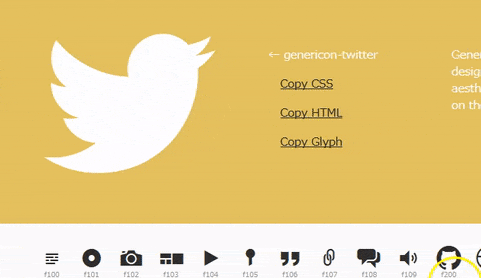 ← genericon-twitter
Copy CSS
Copy HTML
Copy Glyph
Gener
design
aesth
on the
f100 f101 f102 f103 f104 f105 f106 f107 f108 f109 f200